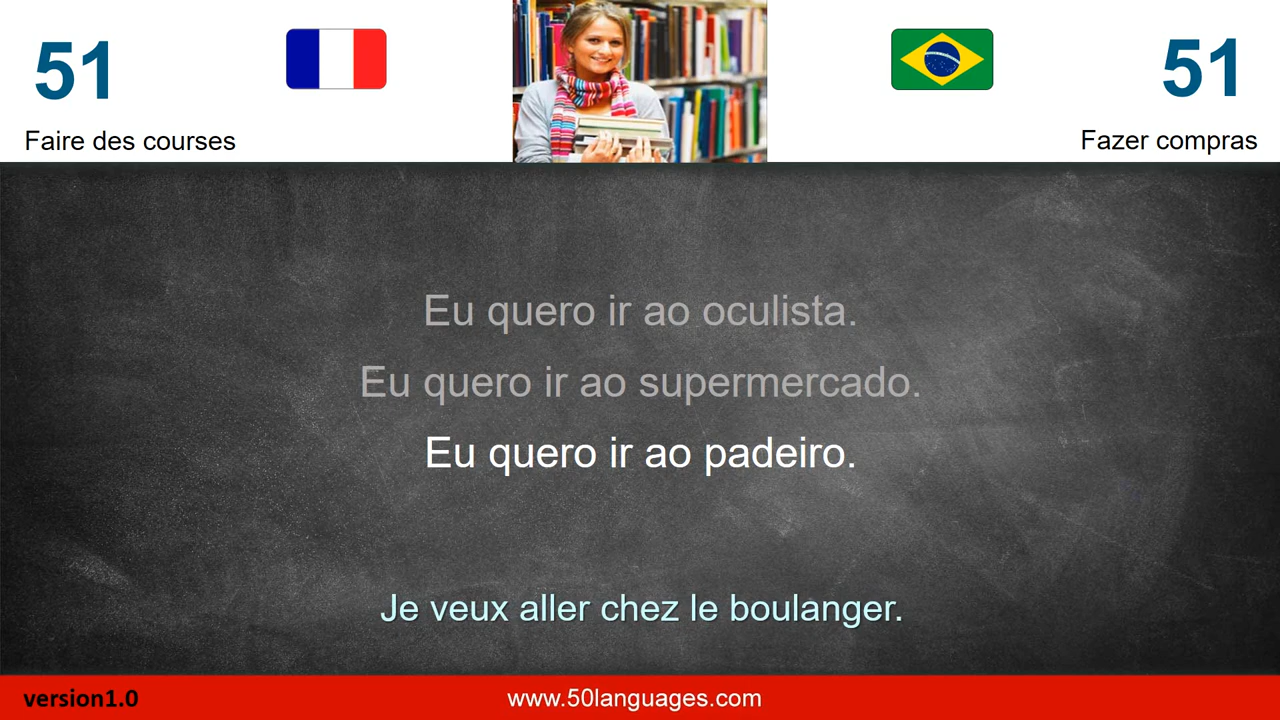 51
51
Faire des courses
Fazer compras
Eu quero ir ao oculista.
Eu quero ir ao supermercado.
Eu quero ir ao padeiro.
Je veux aller chez le boulanger.
version1.0
www.50languages.com